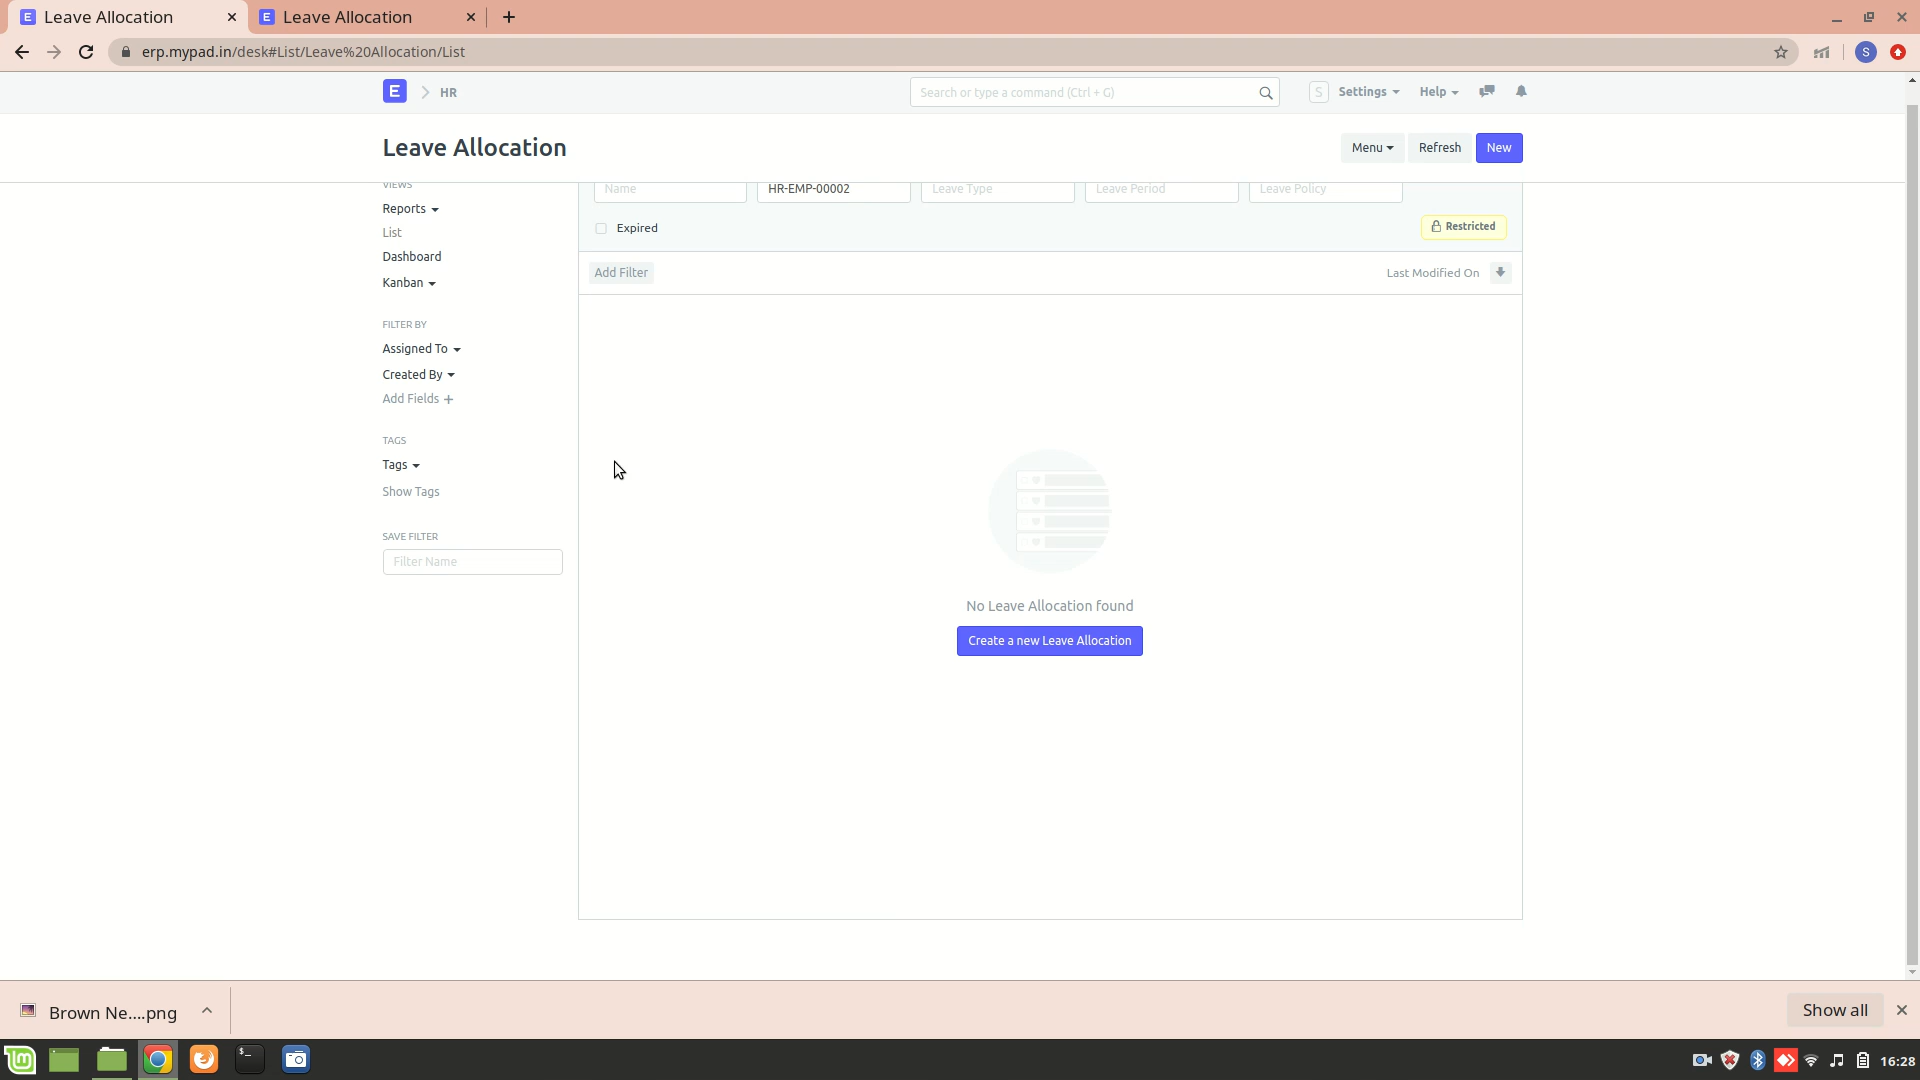 Leave Allocation
Leave Allocation
erp.mypad.in/desk#List/Leave%20Allocation/List
S
E
HR
Search or type a command (Ctrl + G)
S
Settings
Help
Leave Allocation
Menu
Refresh
New
VIEWS
Reports
List
Dashboard
Kanban
FILTER BY
Assigned To
Created By
Add Fields +
TAGS
Tags
Show Tags
SAVE FILTER
Filter Name
Name
HR-EMP-00002
Leave Type
Leave Period
Leave Policy
Expired
Restricted
Add Filter
Last Modified On
No Leave Allocation found
Create a new Leave Allocation
Brown Ne....png
Show all
16:28